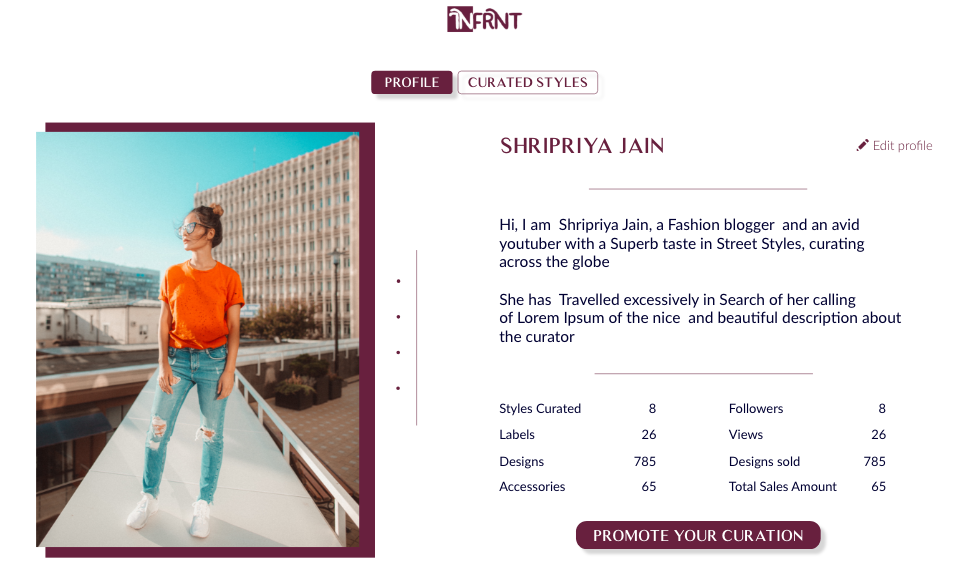 INFRNT
PROFILE
CURATED STYLES
SHRIPRIYA JAIN
Edit profile
Hi, I am Shripriya Jain, a Fashion blogger and an avid
youtuber with a Superb taste in Street Styles, curating
across the globe
She has Travelled excessively in Search of her calling
of Lorem Ipsum of the nice and beautiful description about
the curator
Styles Curated 8 Followers 8
Labels 26 Views 26
Designs 785 Designs sold 785
Accessories 65 Total Sales Amount 65
PROMOTE YOUR CURATION